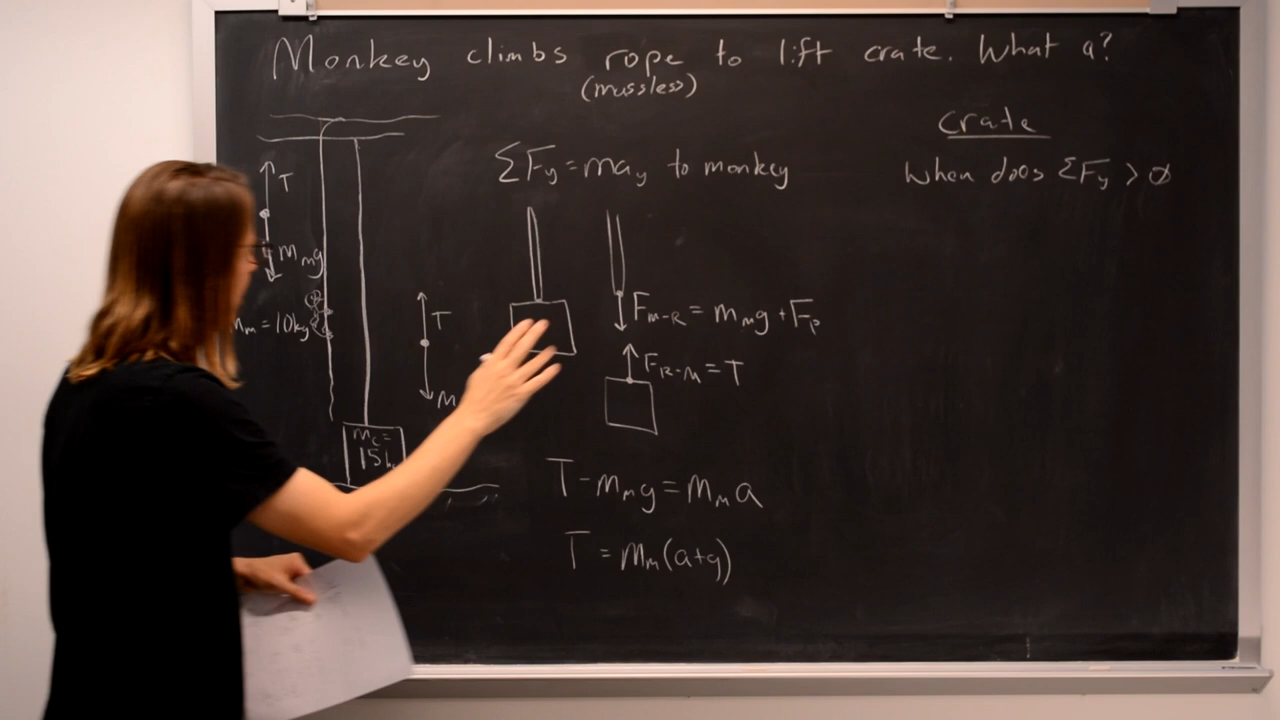 Monkey climbs rope to lift crate. What a?
(massless)
crate
When does ΣFy > ∅
ΣFy = may to monkey
T
Mmg
mm = 10kg
T
M
mc =
15k
Fm-R = mmg + Fp
FR-M = T
T - mmg = mma
T = mm(a+g)